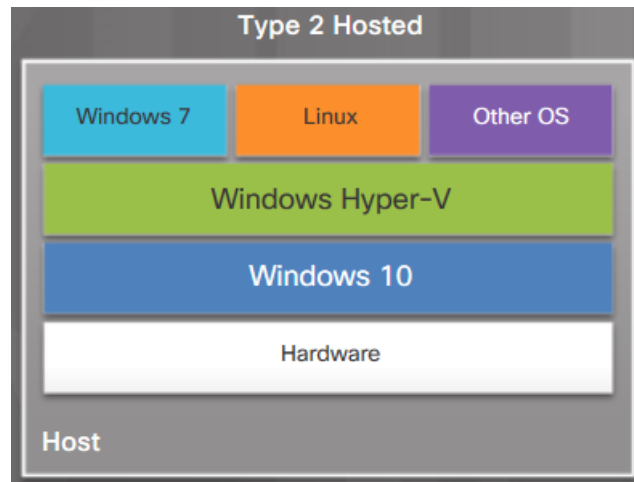 Type 2 Hosted
Windows 7
Linux
Other OS
Windows Hyper-V
Windows 10
Hardware
Host